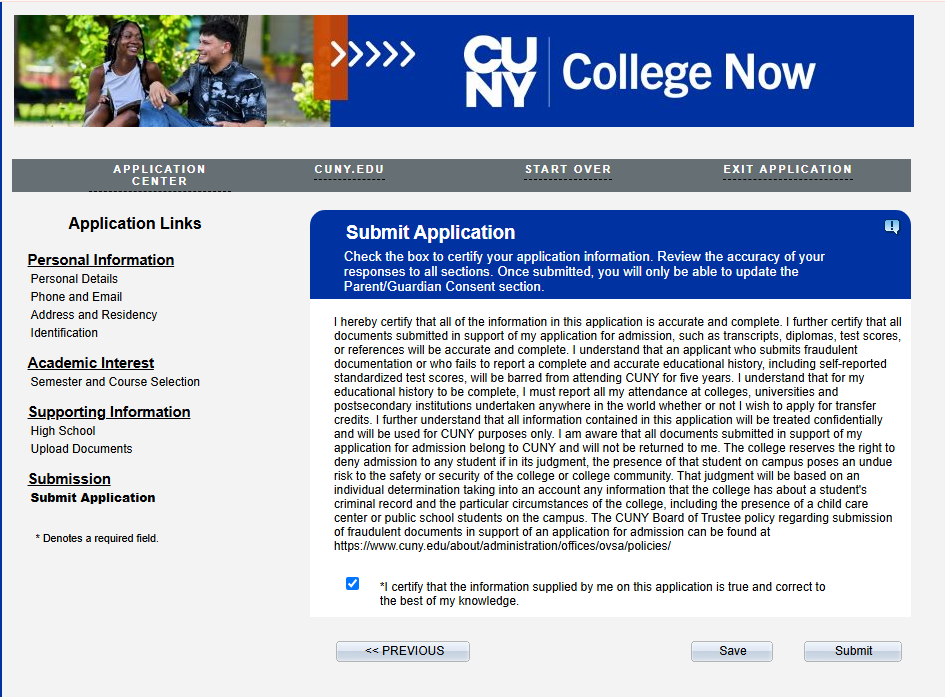 CU
NY
College Now
APPLICATION
CENTER
CUNY.EDU
START OVER
EXIT APPLICATION
Application Links
Personal Information
Personal Details
Phone and Email
Address and Residency
Identification
Academic Interest
Semester and Course Selection
Supporting Information
High School
Upload Documents
Submission
Submit Application
* Denotes a required field.
Submit Application
Check the box to certify your application information. Review the accuracy of your
responses to all sections. Once submitted, you will only be able to update the
Parent/Guardian Consent section.
I hereby certify that all of the information in this application is accurate and complete. I further certify that all
documents submitted in support of my application for admission, such as transcripts, diplomas, test scores,
or references will be accurate and complete. I understand that an applicant who submits fraudulent
documentation or who fails to report a complete and accurate educational history, including self-reported
standardized test scores, will be barred from attending CUNY for five years. I understand that for my
educational history to be complete, I must report all my attendance at colleges, universities and
postsecondary institutions undertaken anywhere in the world whether or not I wish to apply for transfer
credits. I further understand that all information contained in this application will be treated confidentially
and will be used for CUNY purposes only. I am aware that all documents submitted in support of my
application for admission belong to CUNY and will not be returned to me. The college reserves the right to
deny admission to any student if in its judgment, the presence of that student on campus poses an undue
risk to the safety or security of the college or college community. That judgment will be based on an
individual determination taking into an account any information that the college has about a student's
criminal record and the particular circumstances of the college, including the presence of a child care
center or public school students on the campus. The CUNY Board of Trustee policy regarding submission
of fraudulent documents in support of an application for admission can be found at
https://www.cuny.edu/about/administration/offices/ovsa/policies/
*I certify that the information supplied by me on this application is true and correct to
the best of my knowledge.
<< PREVIOUS
Save
Submit